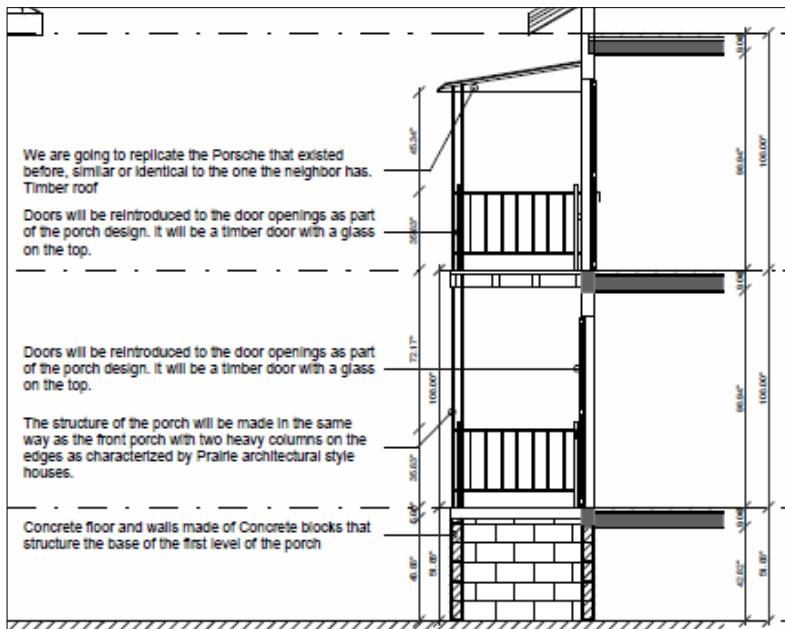 We are going to replicate the Porsche that existed
before, similar or identical to the one the neighbor has.
Timber roof
Doors will be reintroduced to the door openings as part
of the porch design. It will be a timber door with a glass
on the top.
Doors will be reintroduced to the door openings as part
of the porch design. It will be a timber door with a glass
on the top.
The structure of the porch will be made in the same
way as the front porch with two heavy columns on the
edges as characterized by Prairie architectural style
houses.
Concrete floor and walls made of Concrete blocks that
structure the base of the first level of the porch
45.34"
72.17"
35.83"